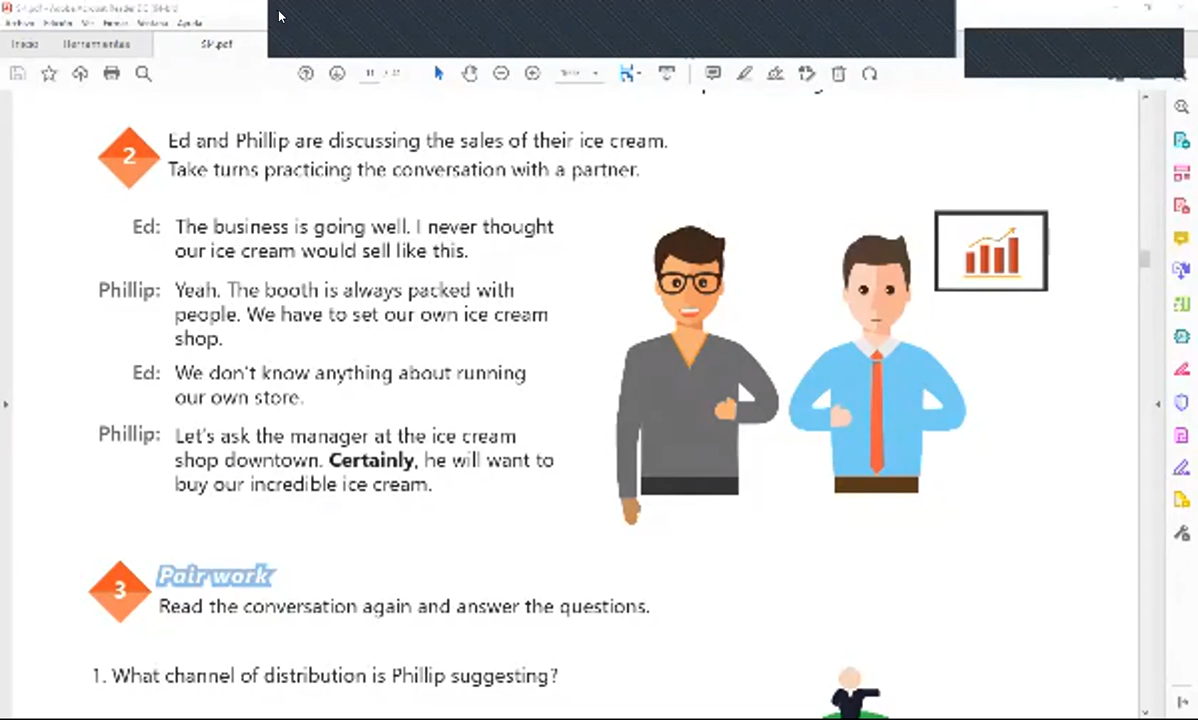 Inicio Herramientas
2 Ed and Phillip are discussing the sales of their ice cream.
Take turns practicing the conversation with a partner.
Ed: The business is going well. I never thought
our ice cream would sell like this.
Phillip: Yeah. The booth is always packed with
people. We have to set our own ice cream
shop.
Ed: We don't know anything about running
our own store.
Phillip: Let's ask the manager at the ice cream
shop downtown. Certainly, he will want to
buy our incredible ice cream.
3 Pair work
Read the conversation again and answer the questions.
1. What channel of distribution is Phillip suggesting?